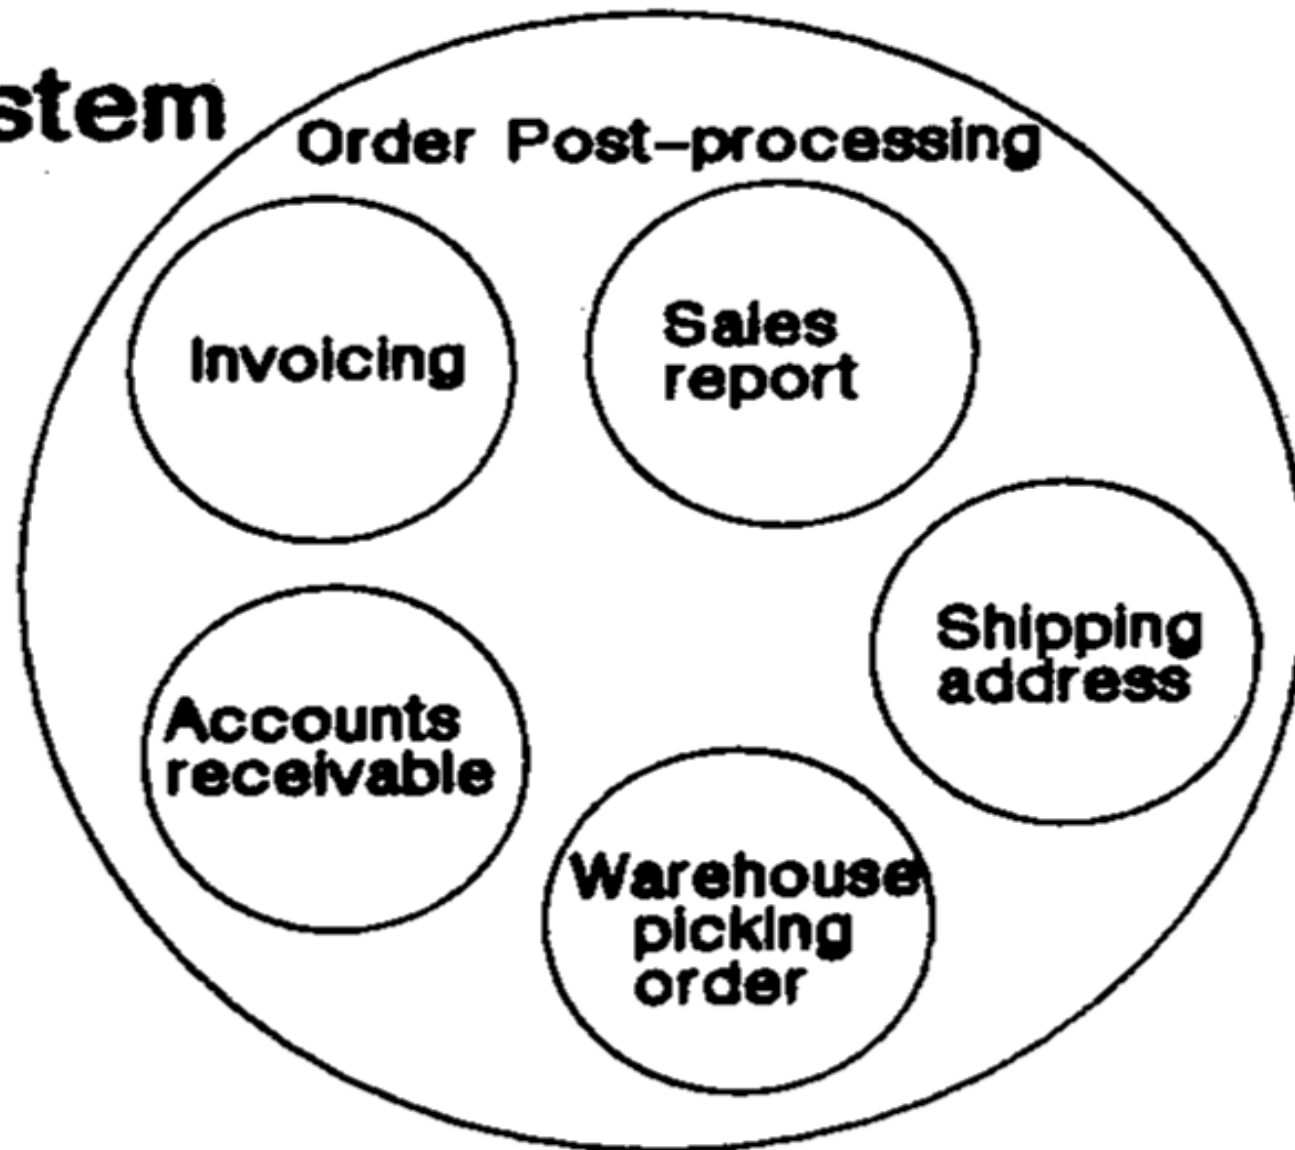 stem
Order Post-processing
Invoicing
Sales
report
Shipping
address
Accounts
receivable
Warehouse
picking
order